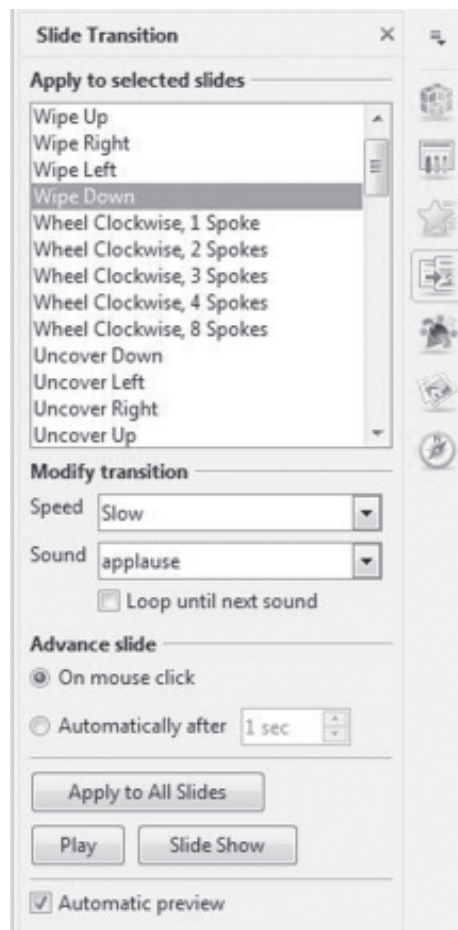 Slide Transition
Apply to selected slides
Wipe Up
Wipe Right
Wipe Left
Wipe Down
Wheel Clockwise, 1 Spoke
Wheel Clockwise, 2 Spokes
Wheel Clockwise, 3 Spokes
Wheel Clockwise, 4 Spokes
Wheel Clockwise, 8 Spokes
Uncover Down
Uncover Left
Uncover Right
Uncover Up
Modify transition
Speed Slow
Sound applause
Loop until next sound
Advance slide
On mouse click
Automatically after 1 sec
Apply to All Slides
Play Slide Show
Automatic preview